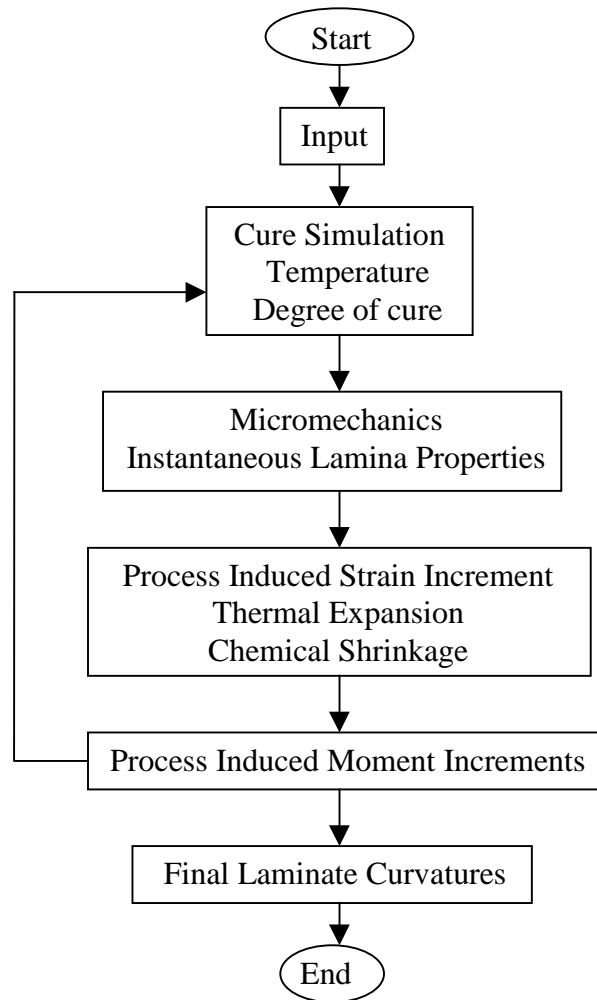 Start
Input
Cure Simulation
Temperature
Degree of cure
Micromechanics
Instantaneous Lamina Properties
Process Induced Strain Increment
Thermal Expansion
Chemical Shrinkage
Process Induced Moment Increments
Final Laminate Curvatures
End